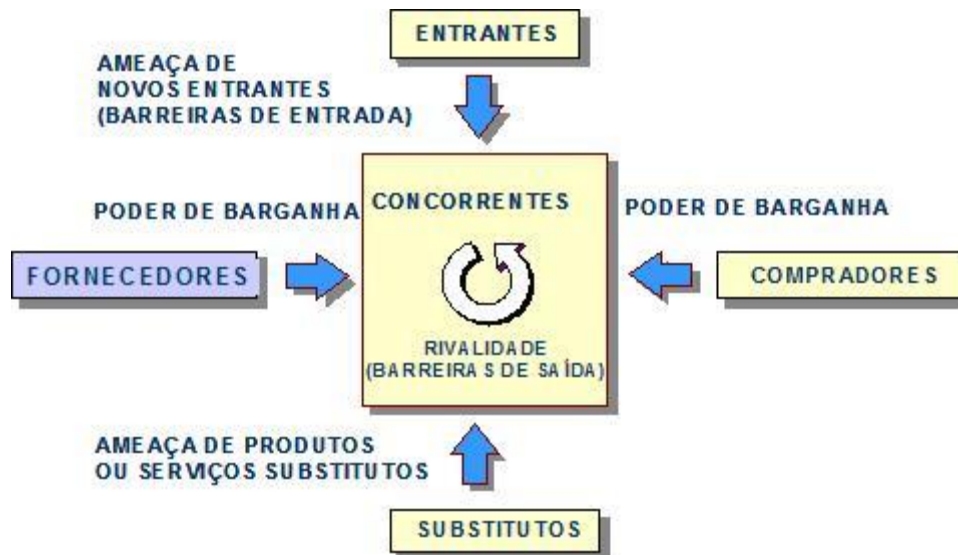 ENTRANTES
AMEAÇA DE
NOVOS ENTRANTES
(BARREIRAS DE ENTRADA)
PODER DE BARGANHA
CONCORRENTES
PODER DE BARGANHA
FORNECEDORES
COMPRADORES
RIVALIDADE
(BARREIRAS DE SAÍDA)
AMEAÇA DE PRODUTOS
OU SERVIÇOS SUBSTITUTOS
SUBSTITUTOS